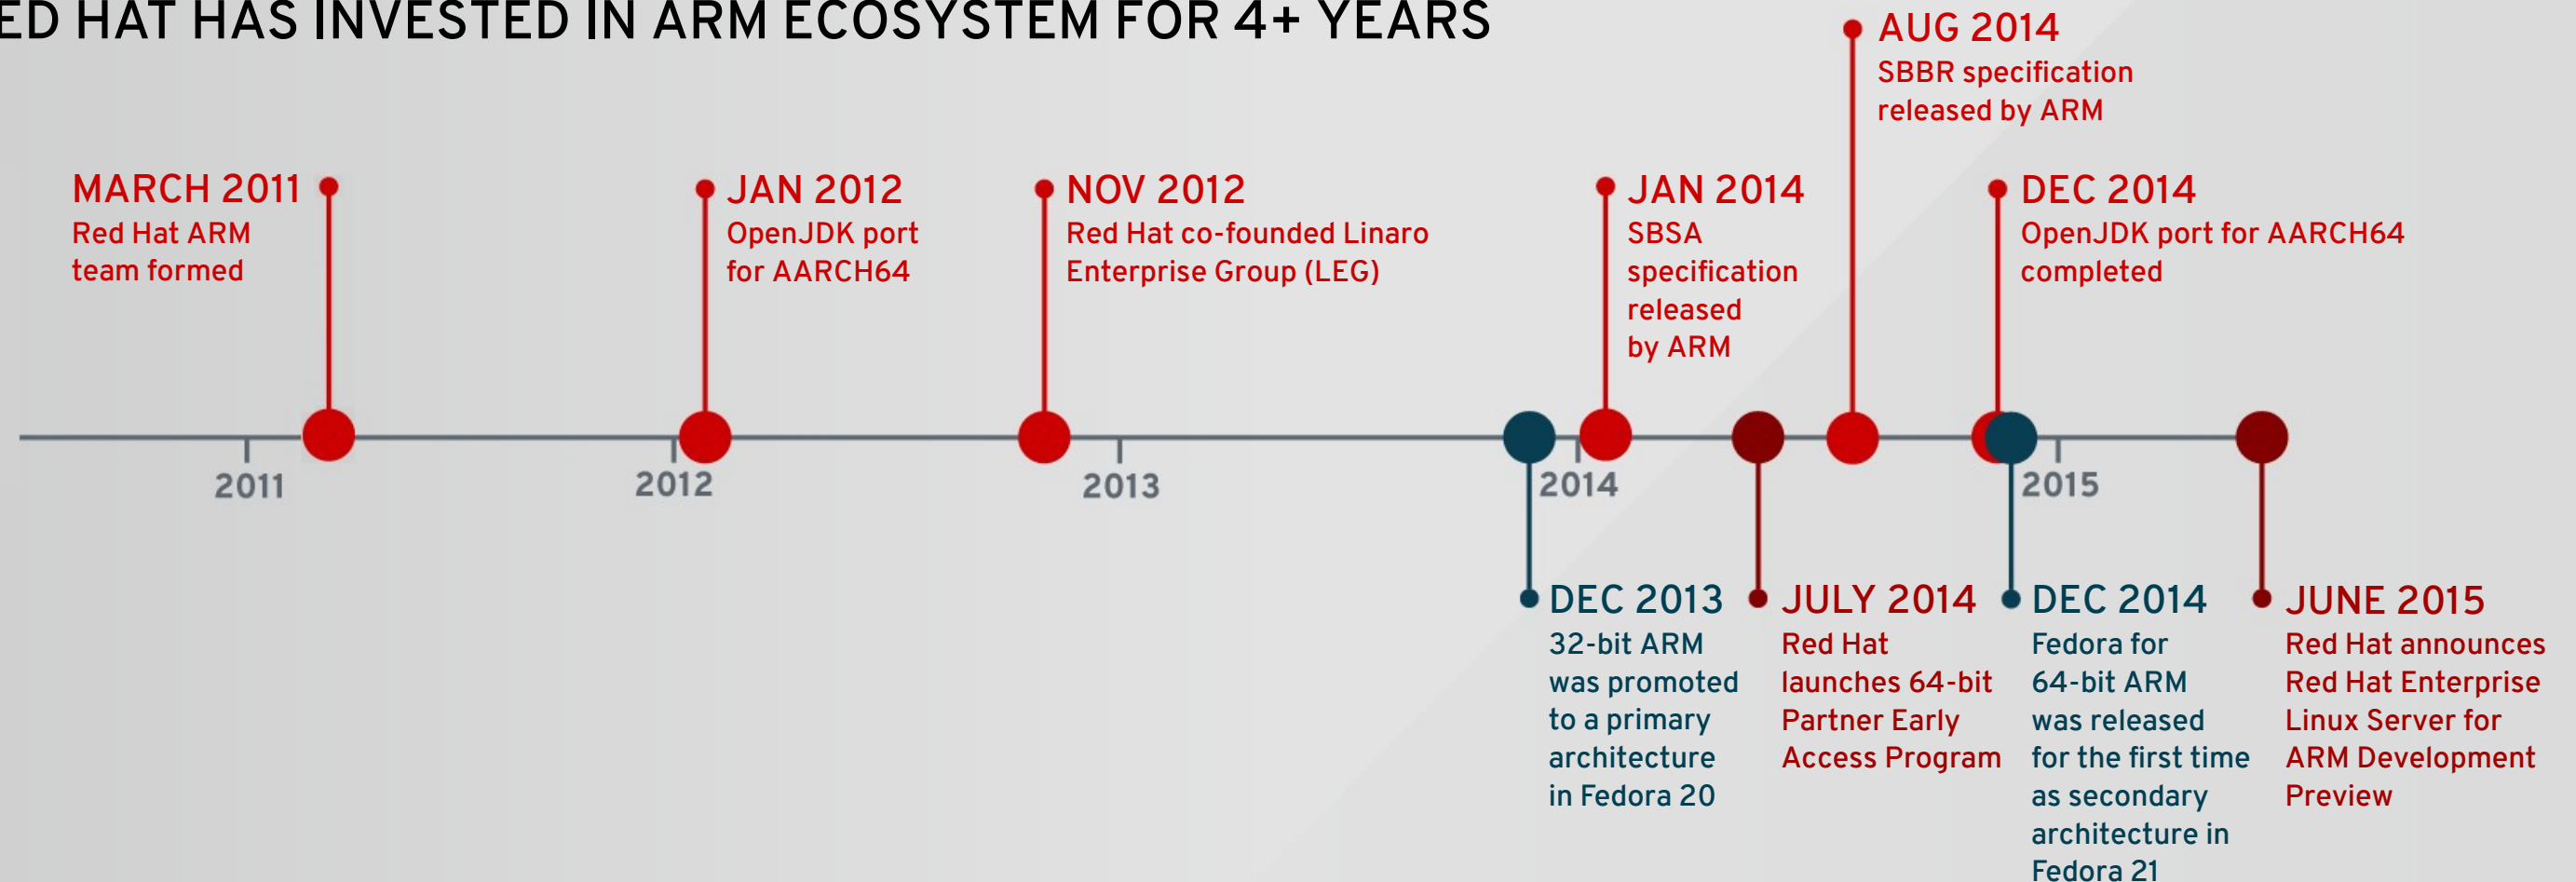 ED HAT HAS INVESTED IN ARM ECOSYSTEM FOR 4+ YEARS
AUG 2014
SBBR specification
released by ARM
MARCH 2011
Red Hat ARM
team formed
JAN 2012
OpenJDK port
for AARCH64
NOV 2012
Red Hat co-founded Linaro
Enterprise Group (LEG)
JAN 2014
SBSA
specification
released
by ARM
DEC 2014
OpenJDK port for AARCH64
completed
2011
2012
2013
2014
2015
DEC 2013
32-bit ARM
was promoted
to a primary
architecture
in Fedora 20
JULY 2014
Red Hat
launches 64-bit
Partner Early
Access Program
DEC 2014
Fedora for
64-bit ARM
was released
for the first time
as secondary
architecture in
Fedora 21
JUNE 2015
Red Hat announces
Red Hat Enterprise
Linux Server for
ARM Development
Preview